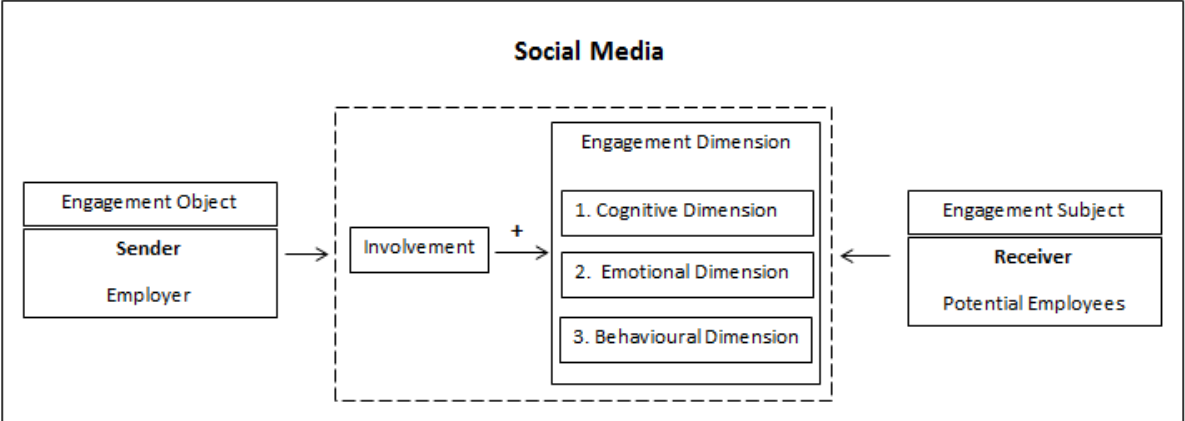 Social Media
Engagement Object
Sender
Employer
Involvement
+
Engagement Dimension
1. Cognitive Dimension
2. Emotional Dimension
3. Behavioural Dimension
Engagement Subject
Receiver
Potential Employees